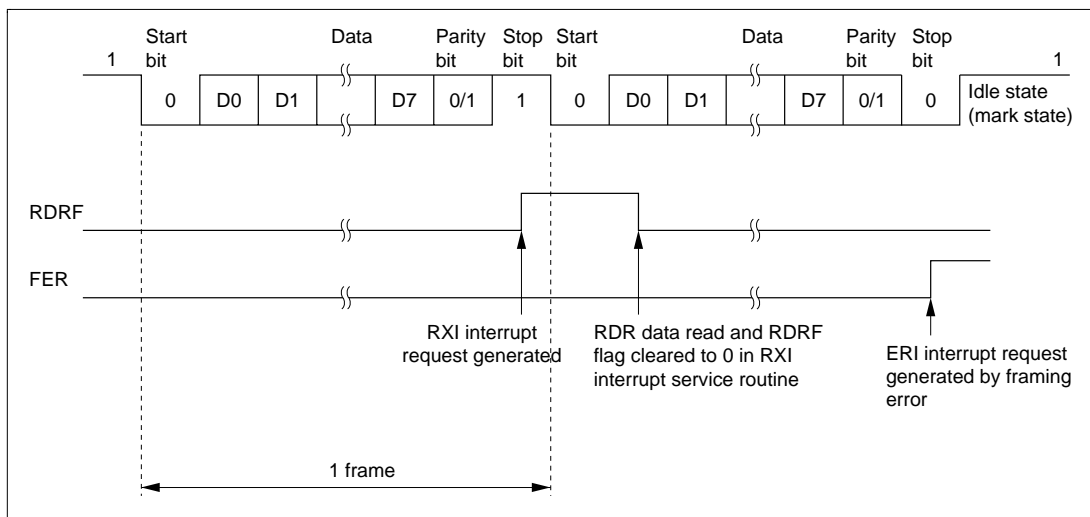 Start bit
Data
Parity bit
Stop bit
Start bit
Data
Parity bit
Stop bit
1
1
0
D0
D1
D7
0/1
1
0
D0
D1
D7
0/1
0
Idle state
(mark state)
RDRF
FER
RXI interrupt
request generated
RDR data read and RDRF
flag cleared to 0 in RXI
interrupt service routine
ERI interrupt request
generated by framing
error
1 frame